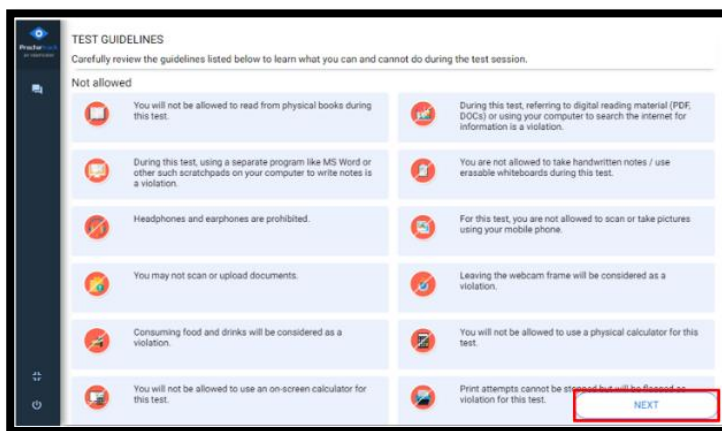 Proctortrack
TEST GUIDELINES
Carefully review the guidelines listed below to learn what you can and cannot do during the test session.
Not allowed
You will not be allowed to read from physical books during
this test.
During this test, referring to digital reading material (PDF,
DOCs) or using your computer to search the internet for
information is a violation.
During this test, using a separate program like MS Word or
other such scratchpads on your computer to write notes is
a violation.
You are not allowed to take handwritten notes / use
erasable whiteboards during this test.
Headphones and earphones are prohibited.
For this test, you are not allowed to scan or take pictures
using your mobile phone.
You may not scan or upload documents.
Leaving the webcam frame will be considered as a
violation.
Consuming food and drinks will be considered as a
violation.
You will not be allowed to use a physical calculator for this
test.
You will not be allowed to use an on-screen calculator for
this test.
Print attempts cannot be stopped but will be flagged as
violation for this test.
NEXT